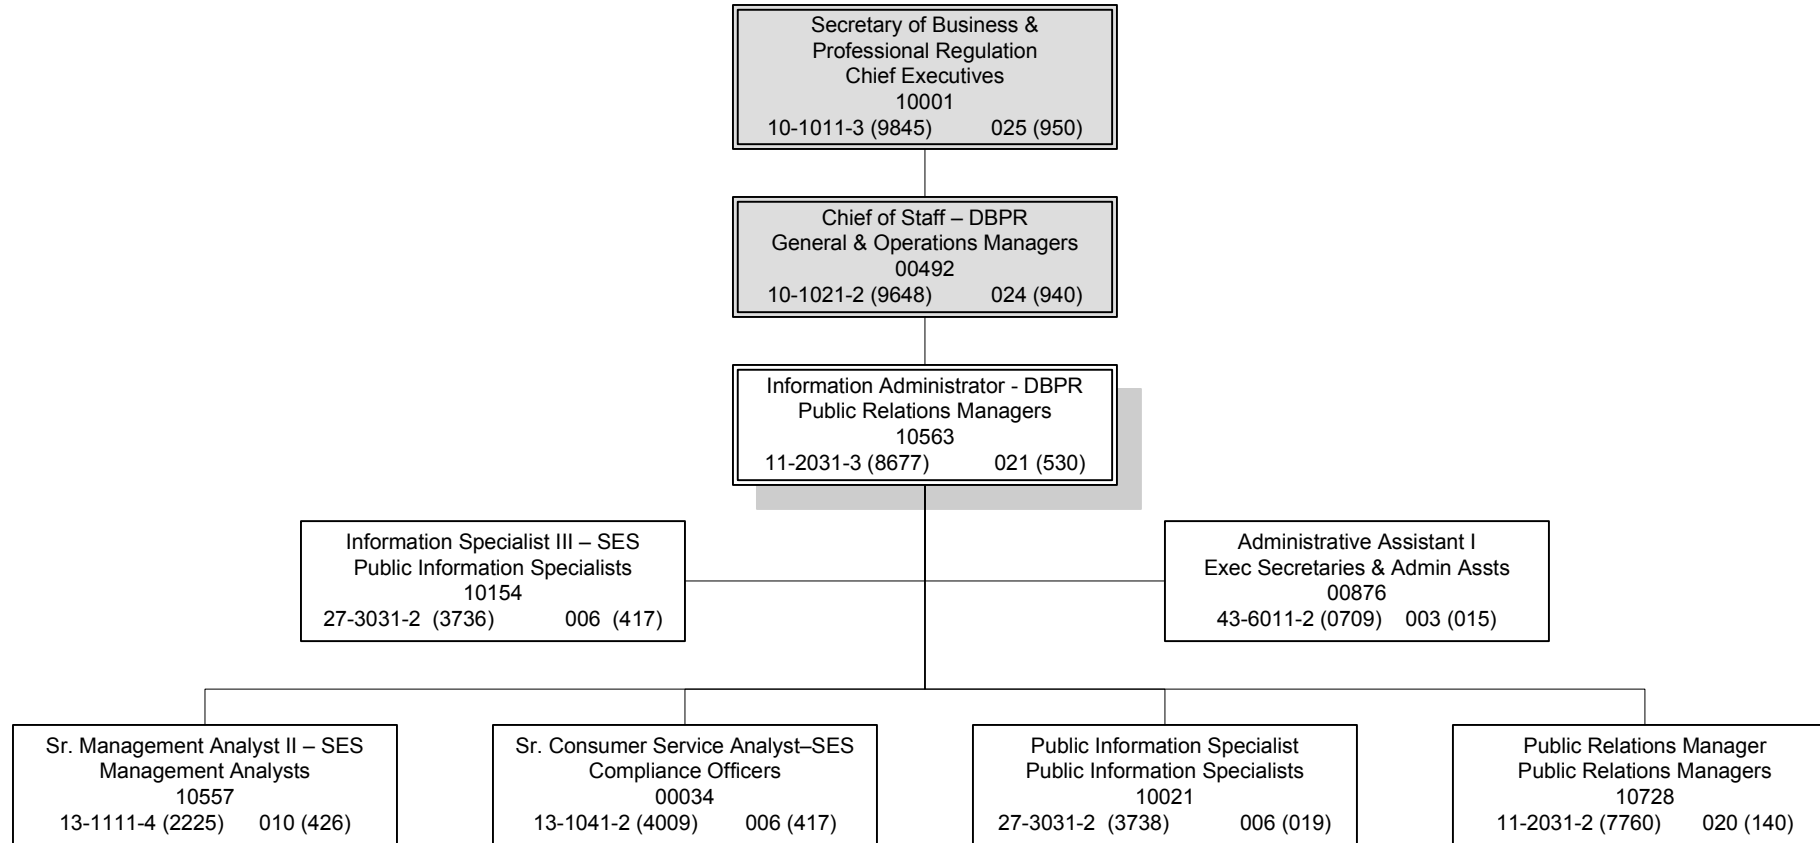 Secretary of Business &
Professional Regulation
Chief Executives
10001
10-1011-3 (9845) 025 (950)
Chief of Staff – DBPR
General & Operations Managers
00492
10-1021-2 (9648) 024 (940)
Information Administrator - DBPR
Public Relations Managers
10563
11-2031-3 (8677) 021 (530)
Information Specialist III – SES
Public Information Specialists
10154
27-3031-2 (3736) 006 (417)
Administrative Assistant I
Exec Secretaries & Admin Assts
00876
43-6011-2 (0709) 003 (015)
Sr. Management Analyst II – SES
Management Analysts
10557
13-1111-4 (2225) 010 (426)
Sr. Consumer Service Analyst–SES
Compliance Officers
00034
13-1041-2 (4009) 006 (417)
Public Information Specialist
Public Information Specialists
10021
27-3031-2 (3738) 006 (019)
Public Relations Manager
Public Relations Managers
10728
11-2031-2 (7760) 020 (140)